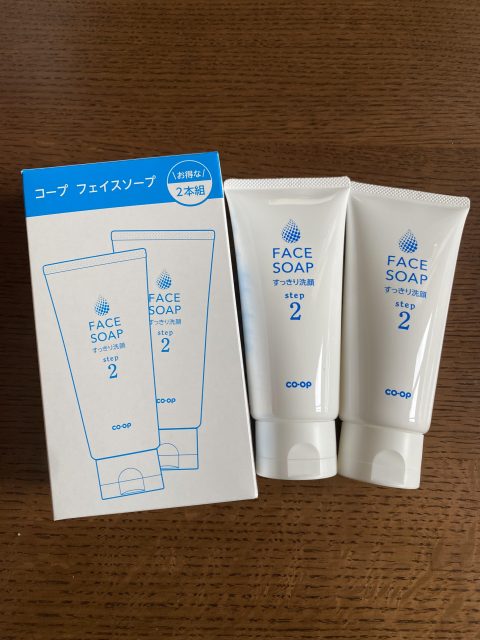 コープ フェイスソープ
お得な
2本組
FACE
SOAP
すっきり洗顔
step
2
FACE
SOAP
すっきり洗顔
step
2
co·op
co·op
FACE
SOAP
すっきり洗顔
step
2
co·op
FACE
SOAP
すっきり洗顔
step
2
co·op